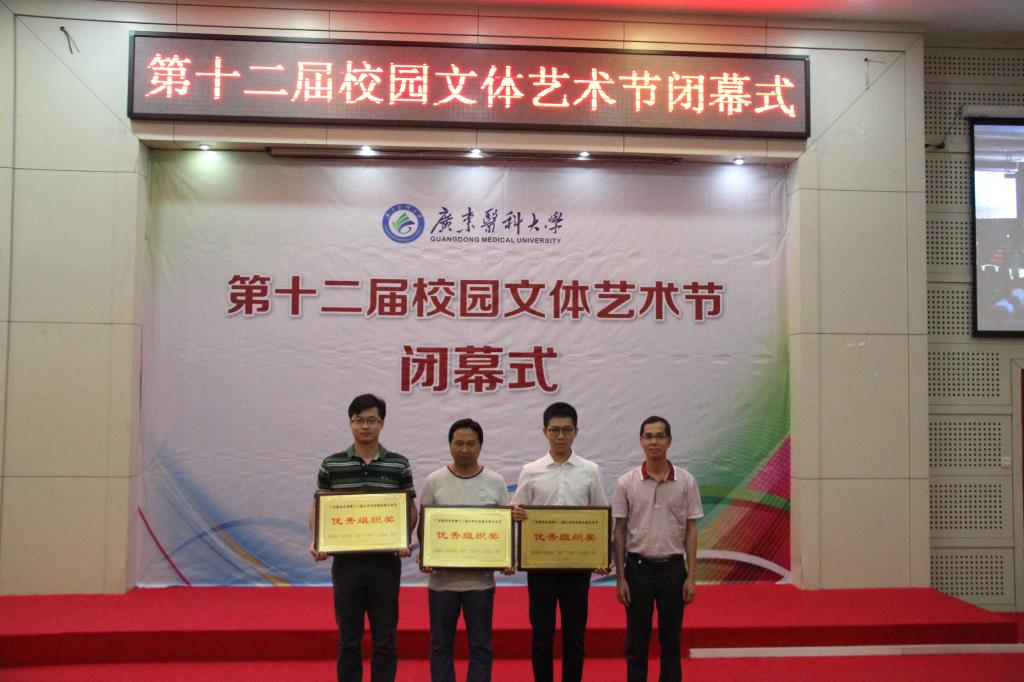 第十二届校园文体艺术节闭幕式
廣東醫科大學
GUANGDONG MEDICAL UNIVERSITY
第十二届校园文体艺术节
闭幕式
优秀组织奖
优秀组织奖
优秀组织奖